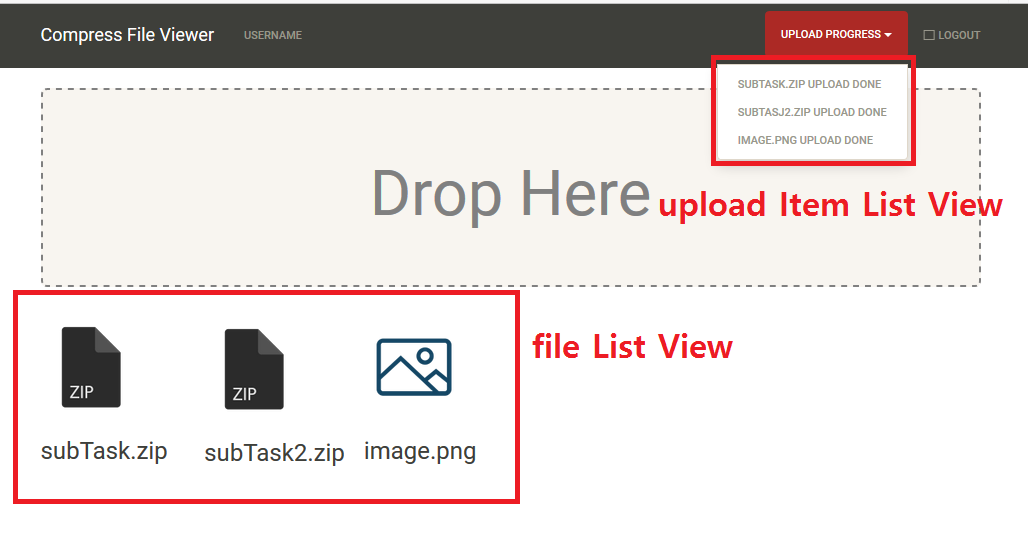 Compress File Viewer USERNAME UPLOAD PROGRESS LOGOUT
SUBTASK.ZIP UPLOAD DONE
SUBTASJ2.ZIP UPLOAD DONE
IMAGE.PNG UPLOAD DONE
Drop Here
upload Item List View
file List View
ZIP ZIP
subTask.zip subTask2.zip image.png